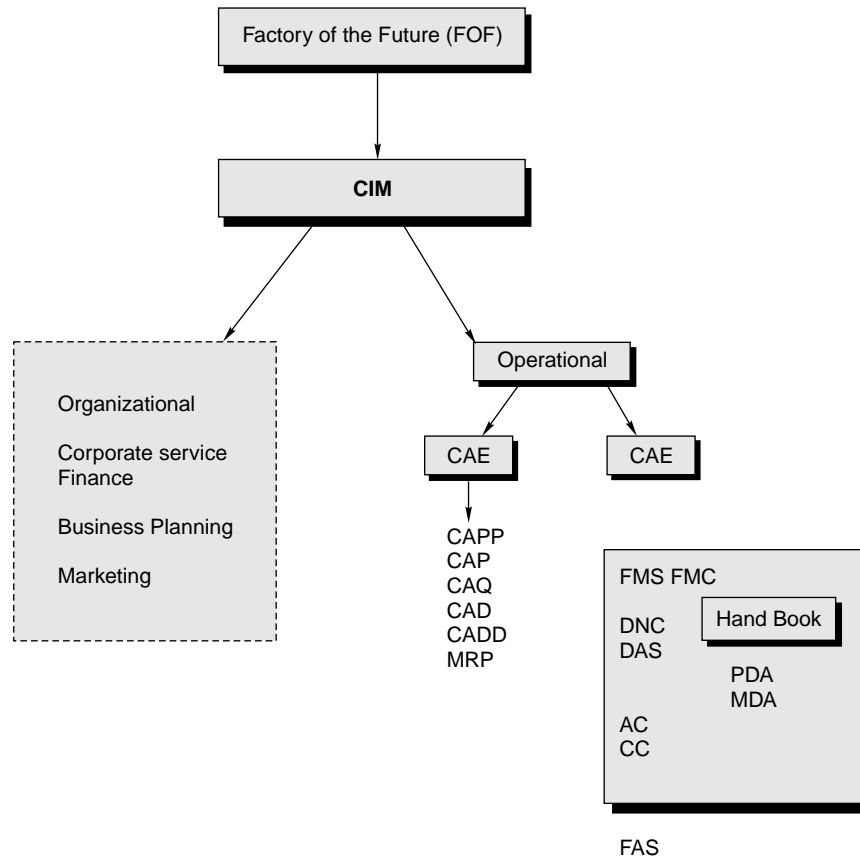 Factory of the Future (FOF)
CIM
Organizational
Corporate service
Finance
Business Planning
Marketing
Operational
CAE
CAPP
CAP
CAQ
CAD
CADD
MRP
CAE
FMS FMC
Hand Book
DNC
DAS
PDA
MDA
AC
CC
FAS